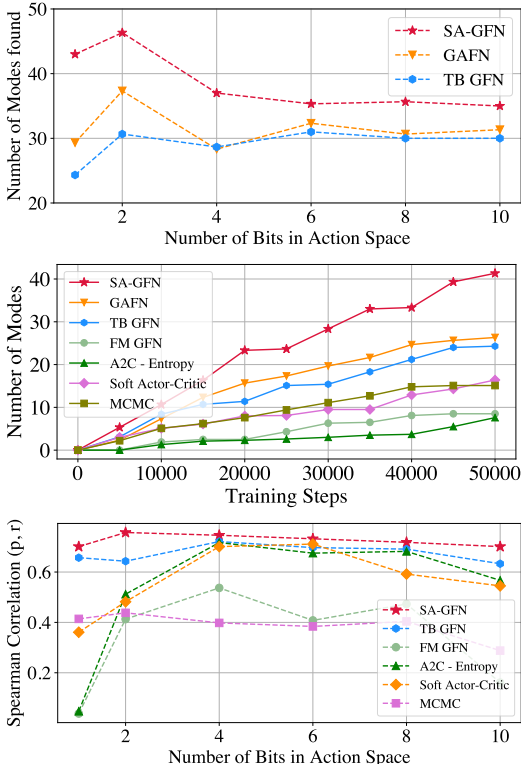 50
40
30
20
Number of Modes found
SA-GFN
GAFN
TB GFN
2
4
6
8
10
Number of Bits in Action Space
40
30
20
10
0
Number of Modes
SA-GFN
GAFN
TB GFN
FM GFN
A2C - Entropy
Soft Actor-Critic
MCMC
0
10000
20000
30000
40000
50000
Training Steps
0.6
0.4
0.2
Spearman Correlation (p, r)
SA-GFN
TB GFN
FM GFN
A2C - Entropy
Soft Actor-Critic
MCMC
2
4
6
8
10
Number of Bits in Action Space